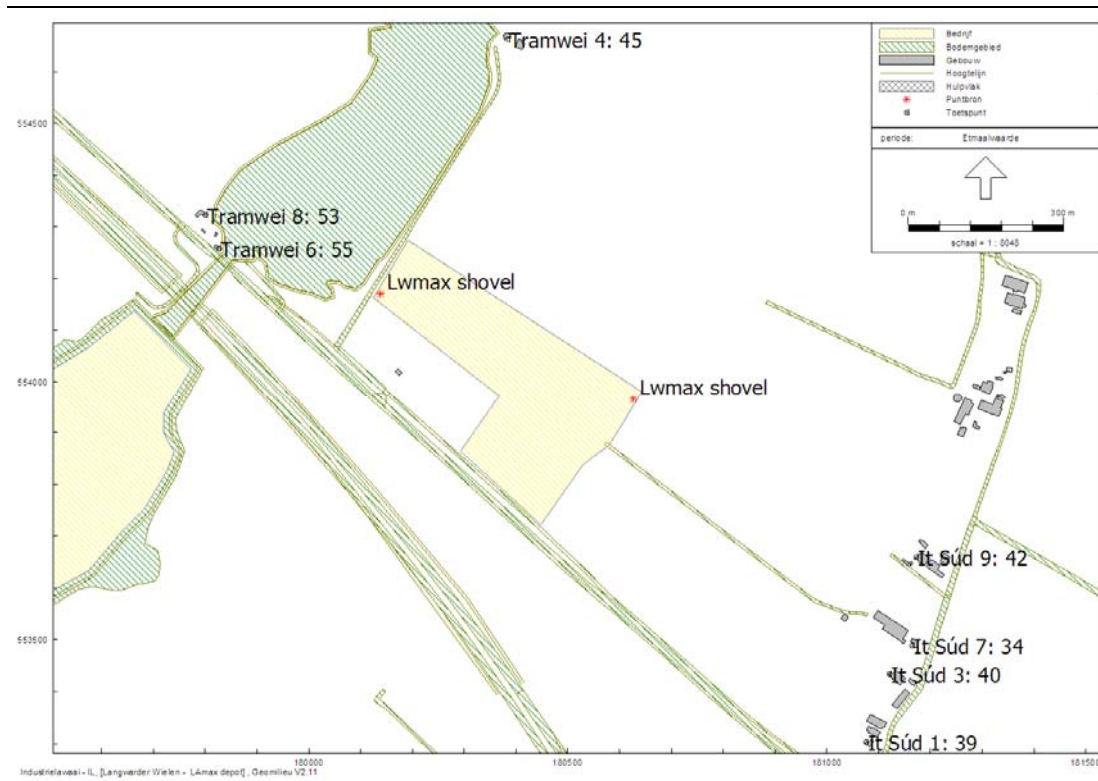 Tramwei 4: 45
Bedrijf
Bodemgebied
Gebouw
Hoogtelijn
Hulpvlak
Puntbron
Toetspunt
periode: Etmaalwaarde
0 m 300 m
schaal = 1 : 8048
554500
Tramwei 8: 53
Tramwei 6: 55
Lwmax shovel
554000
Lwmax shovel
It Súd 9: 42
553500
It Súd 7: 34
It Súd 3: 40
It Súd 1: 39
180000 180500 181000 181500
Industrielawaai - IL, [Langwarder Wielen - LAmax depot] , Geomilieu V2.11